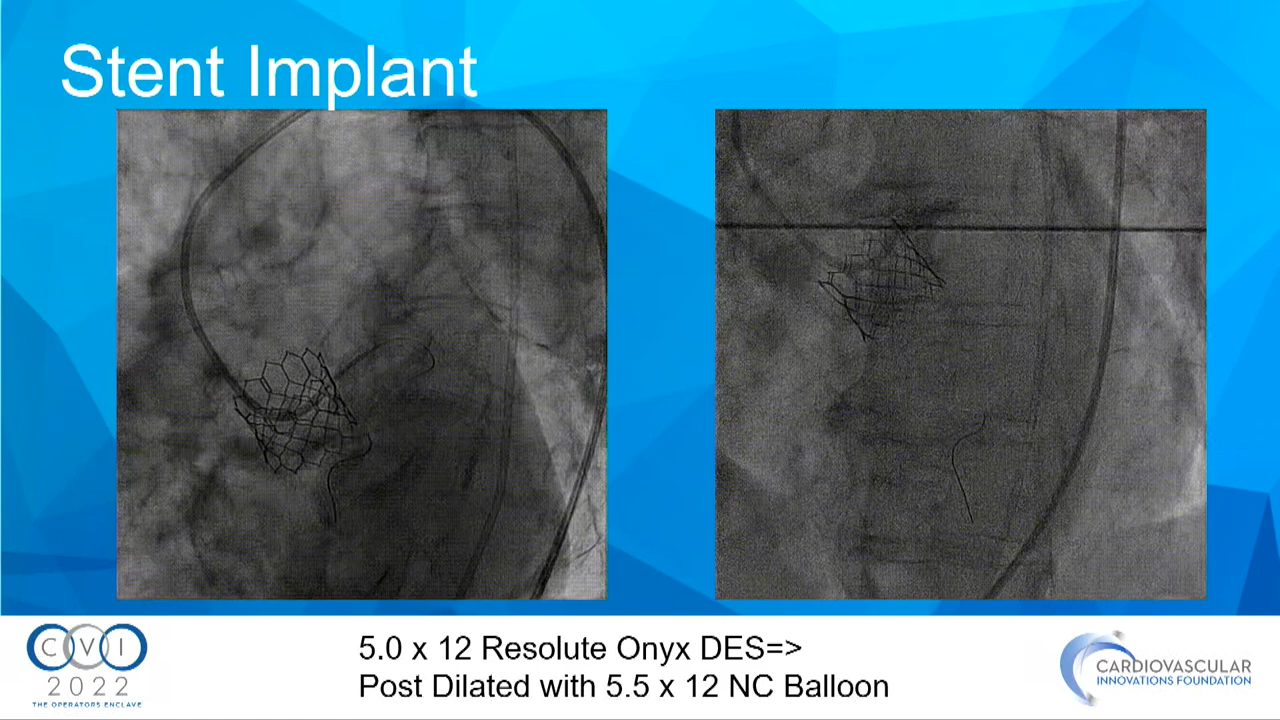 Stent Implant
5.0 x 12 Resolute Onyx DES=>
Post Dilated with 5.5 x 12 NC Balloon
CVI
2022
THE OPERATORS ENCLAVE
CARDIOVASCULAR
INNOVATIONS FOUNDATION